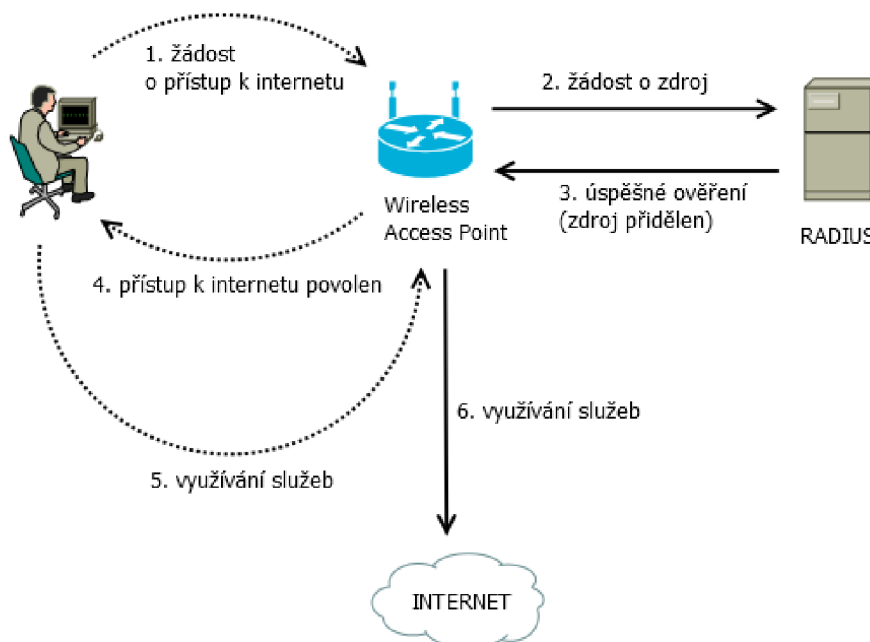 1. žádost
o přístup k internetu
2. žádost o zdroj
3. úspěšné ověření
(zdroj přidělen)
Wireless
Access Point
RADIUS
4. přístup k internetu povolen
6. využívání služeb
5. využívání služeb
INTERNET